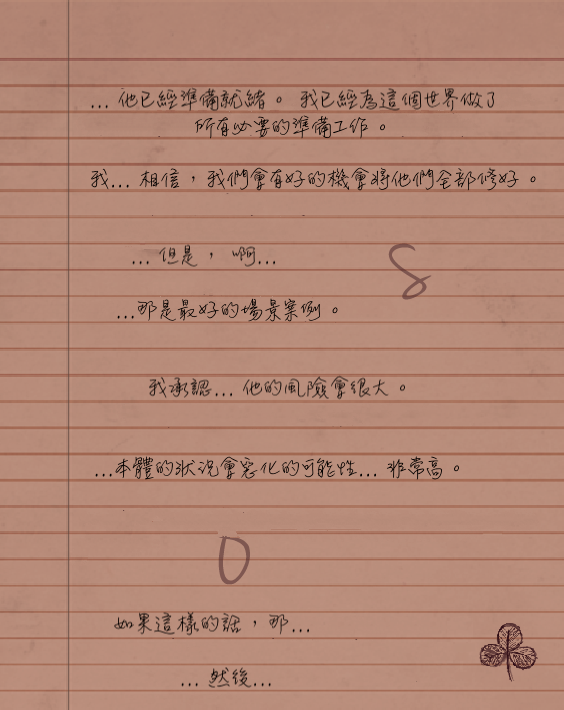 ... 他已經準備就緒。 我已經為這個世界做了
所有必要的準備工作。
我... 相信，我們會有好的機會將他們全部修好。
... 但是， 啊...
S
...那是最好的場景案例。
我承認... 他的風險會很大。
...本體的狀況會惡化的可能性... 非常高。
O
如果這樣的話，那...
... 然後...